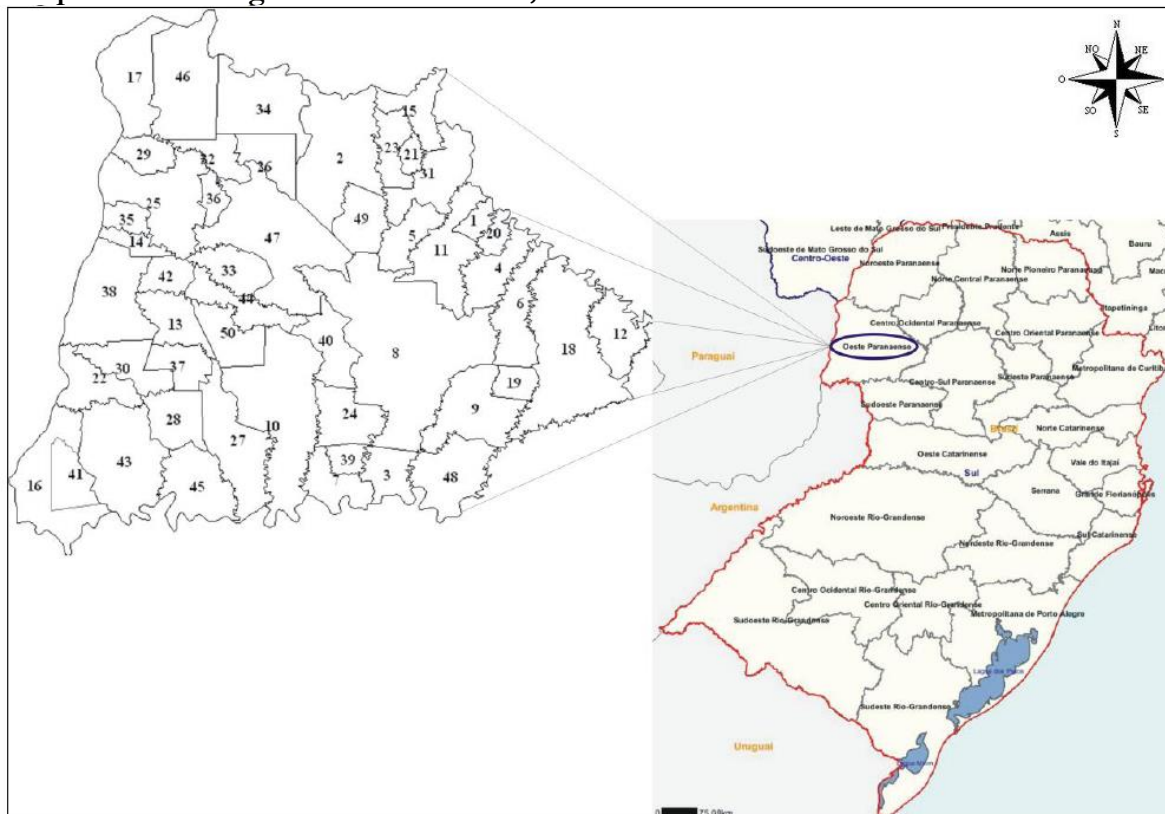 N
NO NE
O
SO SE
S
17
46
34
15
29
32
26
2
23
21
31
25
36
35
14
47
49
5
1
20
11
4
38
42
33
44
6
18
12
13
50
40
8
22
30
37
19
24
9
28
10
27
43
39
3
48
16
41
45
Leste de Mato Grosso do Sul
Presidente Prudente
Assis
Bauru
Sudoeste de Mato Grosso do Sul
Centro-Oeste
Noroeste Paranaense
Norte Central Paranaense
Norte Pioneiro Paranaense
Itapetininga
Centro Ocidental Paranaense
Centro Oriental Paranaense
Paraguai
Oeste Paranaense
Metropolitana de Curitiba
Centro-Sul Paranaense
Sudeste Paranaense
Sudoeste Paranaense
Brasil
Norte Catarinense
Oeste Catarinense
Vale do Itajaí
Sul
Serrana
Grande Florianópolis
Argentina
Noroeste Rio-Grandense
Sul Catarinense
Nordeste Rio-Grandense
Centro Ocidental Rio-Grandense
Centro Oriental Rio-Grandense
Metropolitana de Porto Alegre
Sudoeste Rio-Grandense
Lagoa dos Patos
Sudeste Rio-Grandense
Uruguai
Lagoa Mirim
0